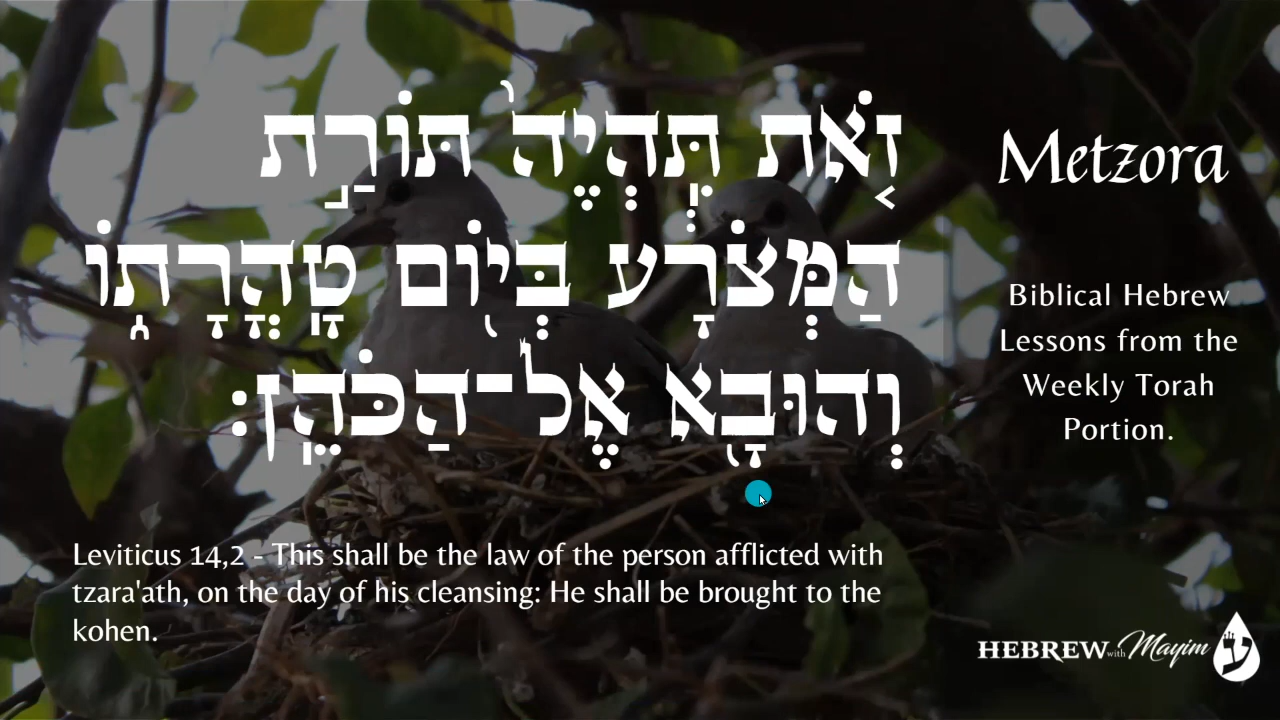 זֹ֤את תִּֽהְיֶה֙ תּוֹרַ֣ת
הַמְּצֹרָ֔ע בְּי֖וֹם טָהֳרָת֑וֹ
וְהוּבָ֖א אֶל־הַכֹּהֵֽן׃
Leviticus 14,2 - This shall be the law of the person afflicted with
tzara'ath, on the day of his cleansing: He shall be brought to the
kohen.
Metzora
Biblical Hebrew
Lessons from the
Weekly Torah
Portion.
HEBREW with Mayim